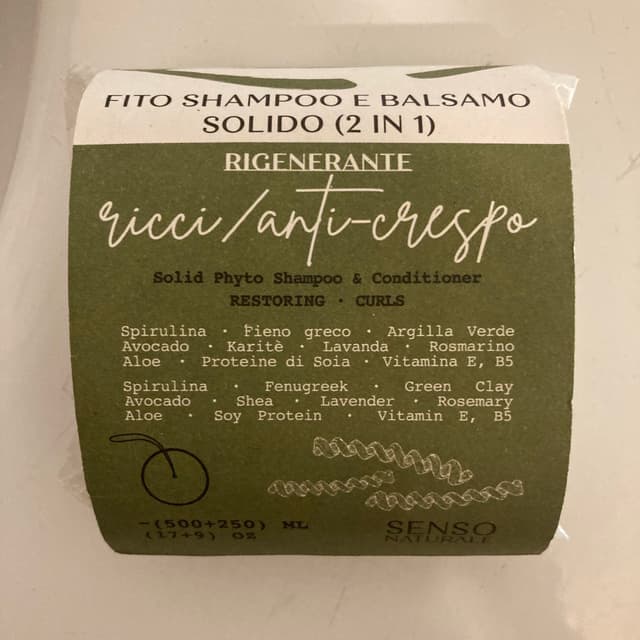 FITO SHAMPOO E BALSAMO
SOLIDO (2 IN 1)
RIGENERANTE
ricci/anti-crespo
Solid Phyto Shampoo & Conditioner
RESTORING · CURLS
Spirulina · Fieno greco · Argilla Verde
Avocado · Karitè · Lavanda · Rosmarino
Aloe · Proteine di Soia · Vitamina E, B5
Spirulina · Fenugreek · Green Clay
Avocado · Shea · Lavender · Rosemary
Aloe · Soy Protein · Vitamin E, B5
~(500+250) ML
(17+9) OZ
SENSO
NATURALE